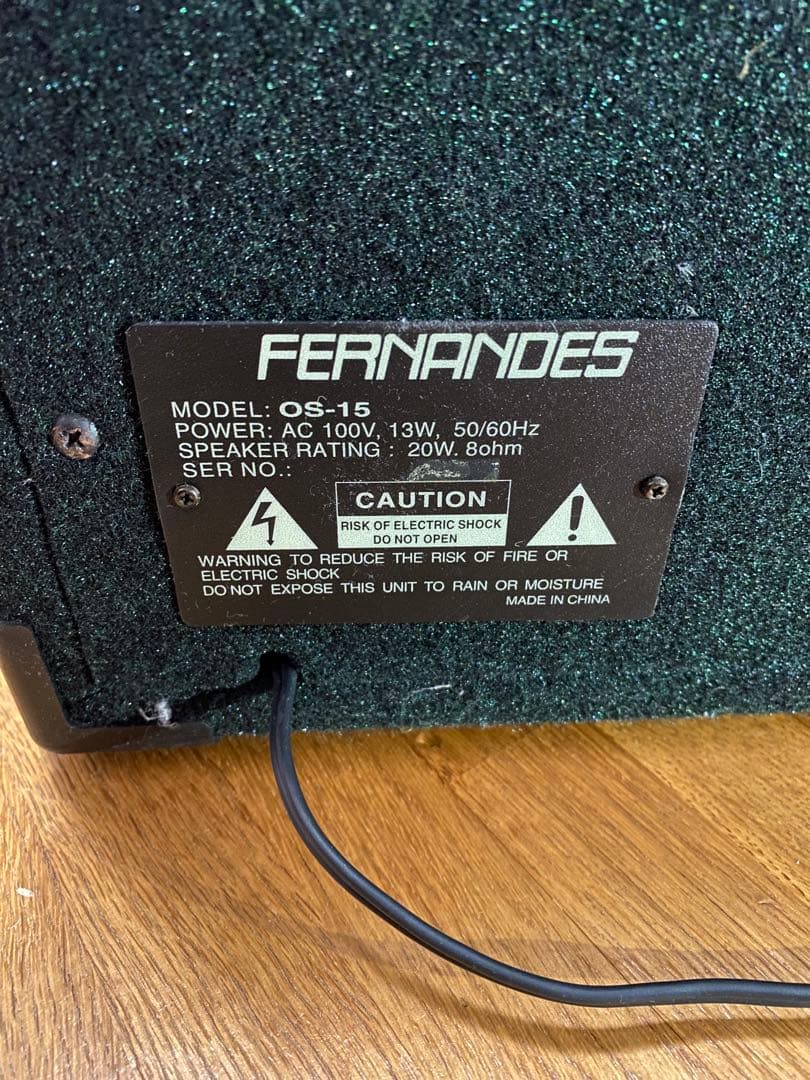 FERNANDES
MODEL: OS-15
POWER: AC 100V, 13W, 50/60Hz
SPEAKER RATING : 20W. 8ohm
SER NO.:
CAUTION
RISK OF ELECTRIC SHOCK
DO NOT OPEN
WARNING TO REDUCE THE RISK OF FIRE OR
ELECTRIC SHOCK
DO NOT EXPOSE THIS UNIT TO RAIN OR MOISTURE
MADE IN CHINA